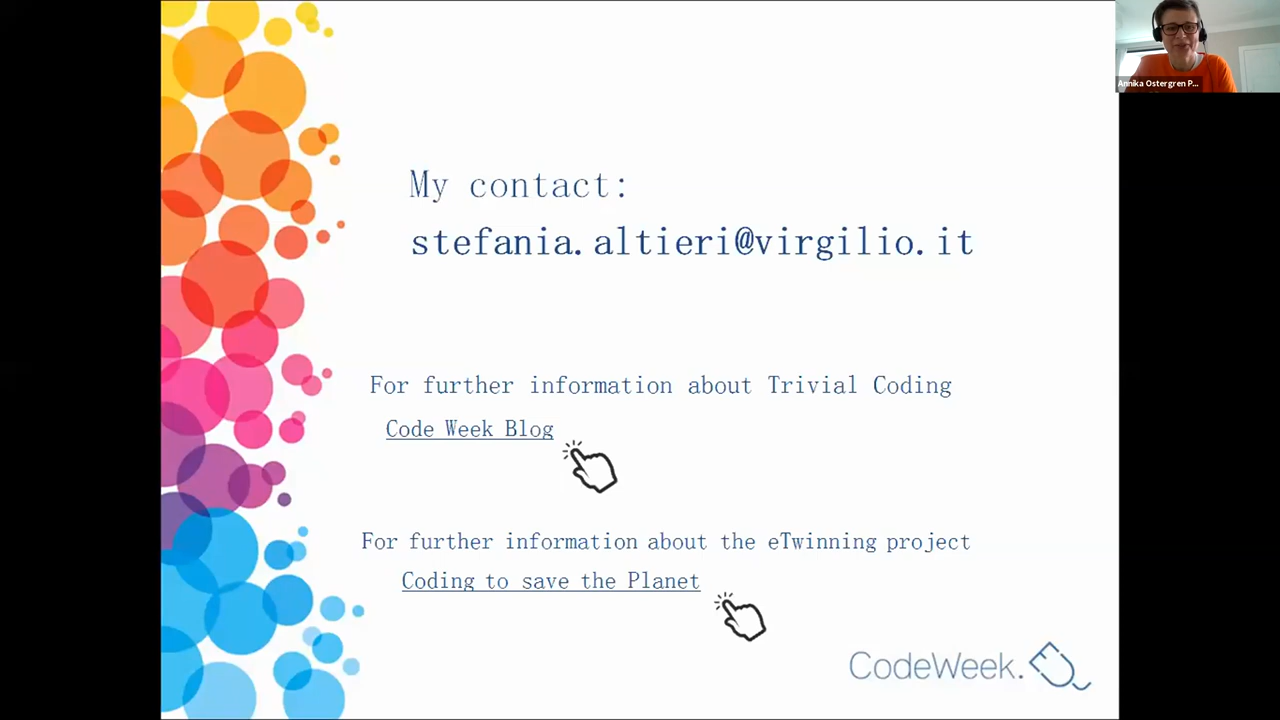 Annika Ostergren P...
My contact:
stefania.altieri@virgilio.it
For further information about Trivial Coding
Code Week Blog
For further information about the eTwinning project
Coding to save the Planet
CodeWeek.